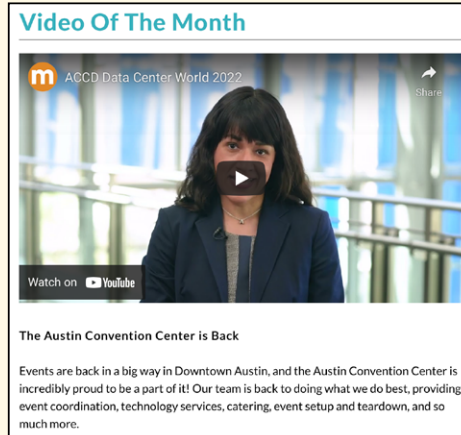 Video Of The Month
m ACCD Data Center World 2022
Share
Watch on YouTube
The Austin Convention Center is Back
Events are back in a big way in Downtown Austin, and the Austin Convention Center is
incredibly proud to be a part of it! Our team is back to doing what we do best, providing
event coordination, technology services, catering, event setup and teardown, and so
much more.